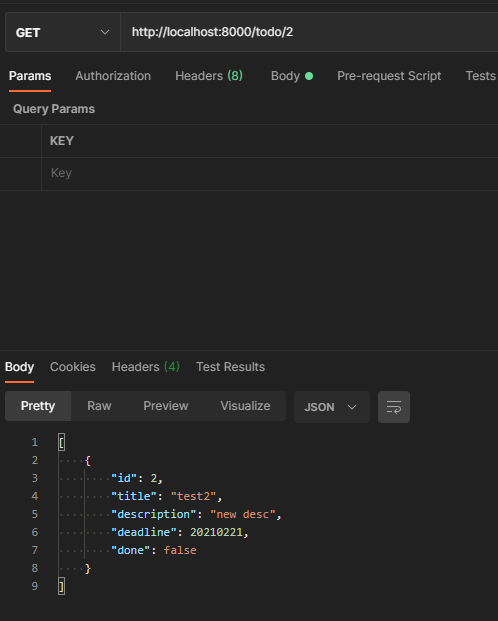 GET http://localhost:8000/todo/2
Params Authorization Headers (8) Body Pre-request Script Tests
Query Params
KEY
Key
Body Cookies Headers (4) Test Results
Pretty Raw Preview Visualize JSON
1 [
2 {
3 "id": 2,
4 "title": "test2",
5 "description": "new desc",
6 "deadline": 20210221,
7 "done": false
8 }
9 ]